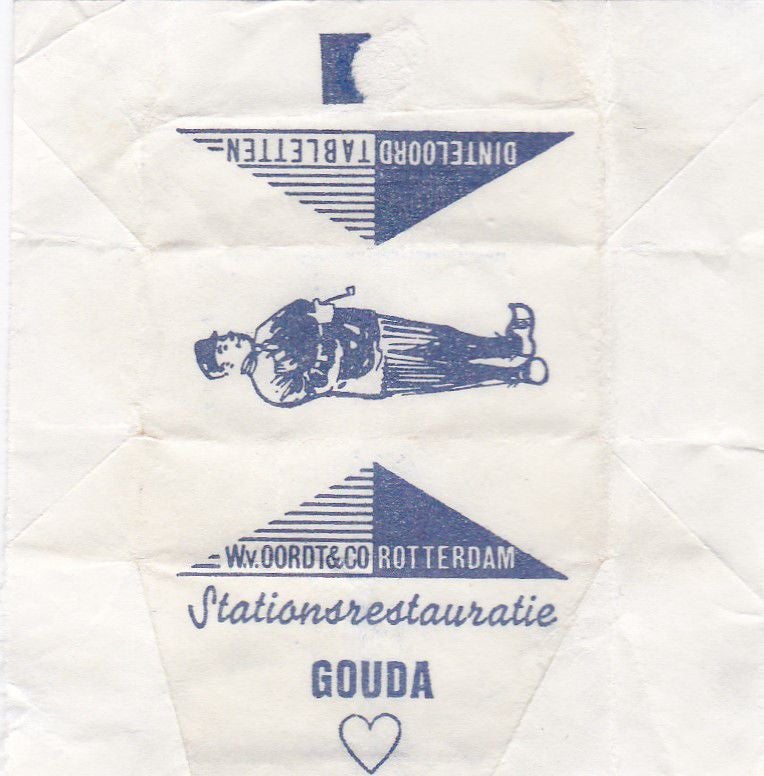 DINTELOORD TABLETTEN
W.v.OORDT&CO ROTTERDAM
Stationsrestauratie
GOUDA